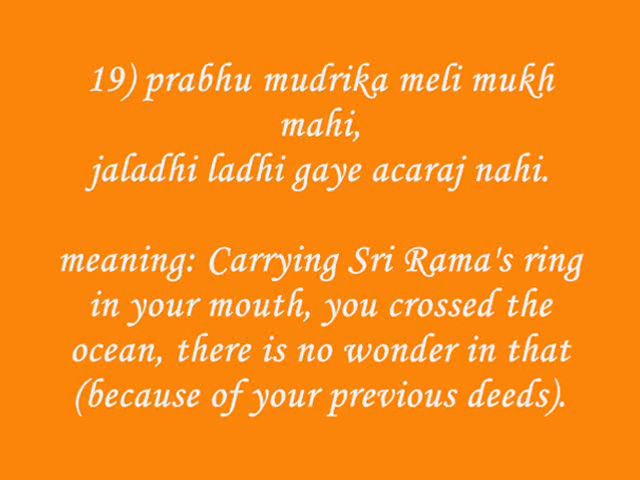 19) prabhu mudrika meli mukh
mahi,
jaladhi ladhi gaye acaraj nahi.
meaning: Carrying Sri Rama's ring
in your mouth, you crossed the
ocean, there is no wonder in that
(because of your previous deeds).